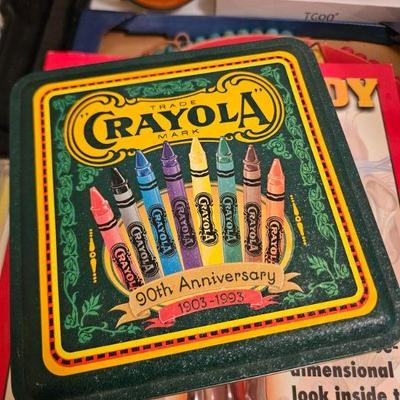 TCOD
DY
TRADE
"CRAYOLA"
MARK
CRAYOLA
CRAYOLA
CRAYOLA
CRAYOLA
CRAYOLA
CRAYOLA
CRAYOLA
CRAYOLA
90th Anniversary
1903-1993
dimensional
look inside t